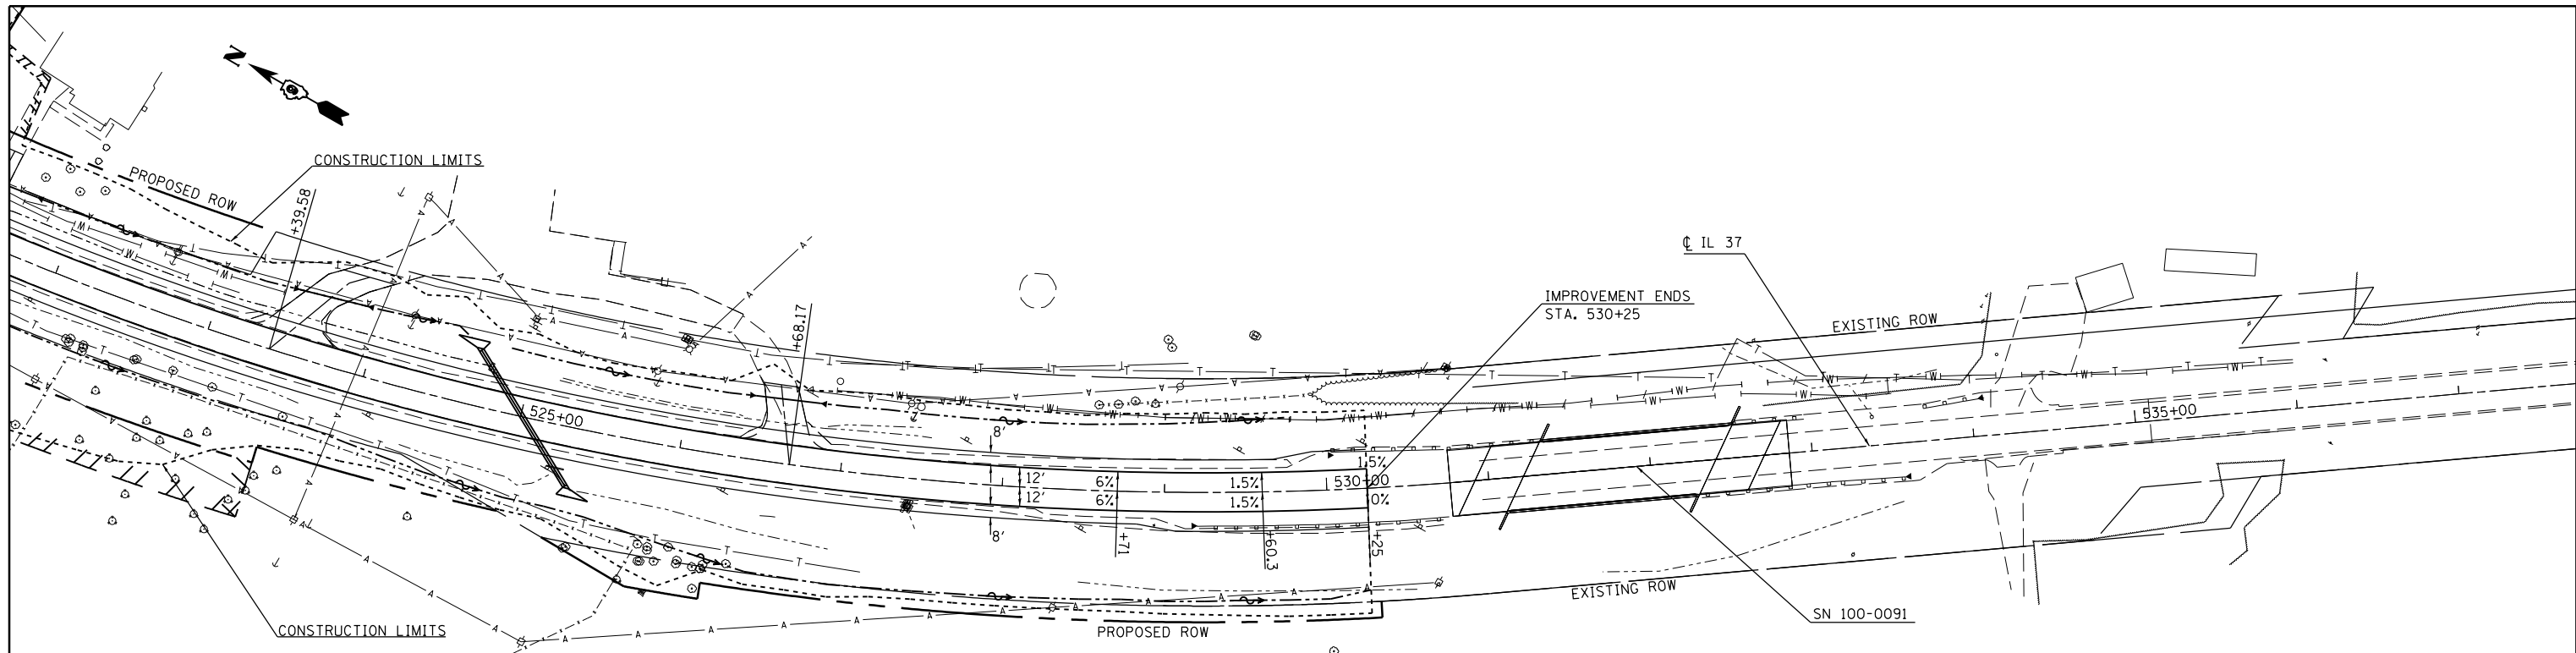 N
CONSTRUCTION LIMITS
PROPOSED ROW
+39.58
+68.17
₵ IL 37
IMPROVEMENT ENDS
STA. 530+25
EXISTING ROW
525+00
535+00
8'
12'
12'
8'
6%
6%
1.5%
1.5%
1.5%
530+00
0%
+71
+60.3
+25
EXISTING ROW
SN 100-0091
CONSTRUCTION LIMITS
PROPOSED ROW